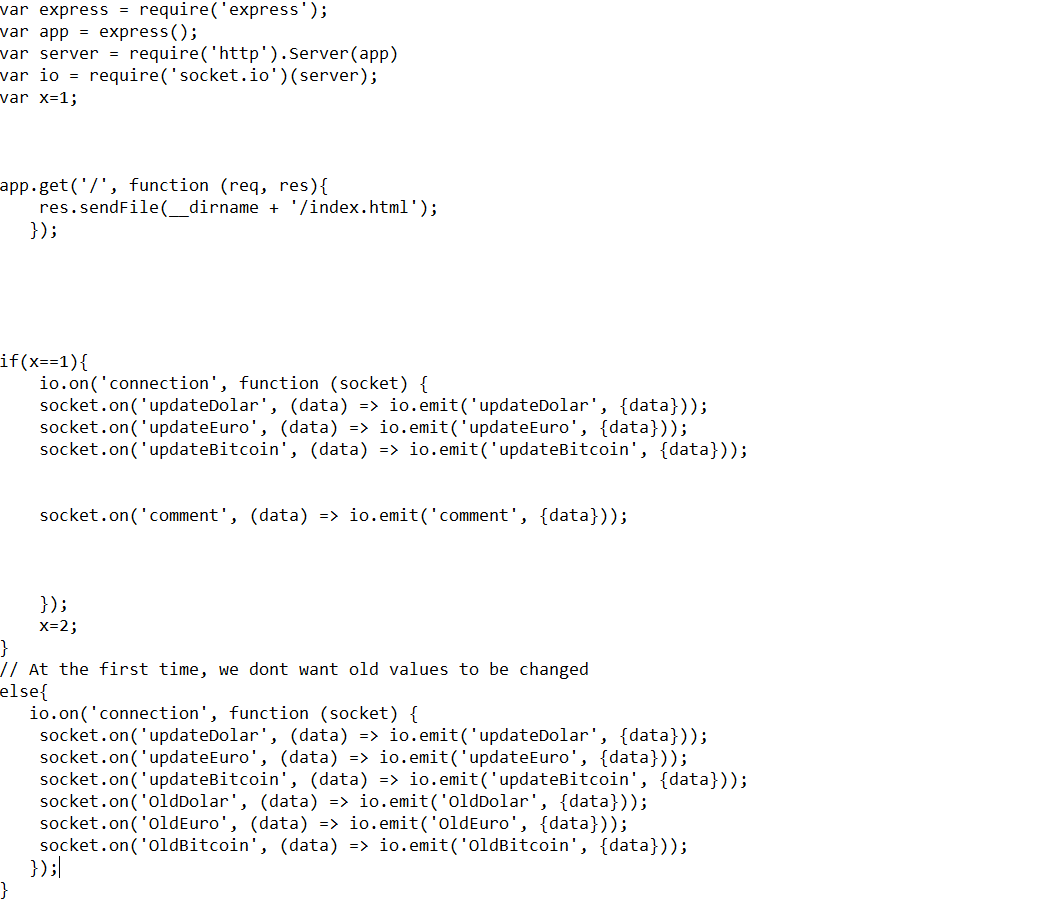 var express = require('express');
var app = express();
var server = require('http').Server(app)
var io = require('socket.io')(server);
var x=1;
app.get('/', function (req, res){
    res.sendFile(__dirname + '/index.html');
   });
if(x==1){
    io.on('connection', function (socket) {
    socket.on('updateDolar', (data) => io.emit('updateDolar', {data}));
    socket.on('updateEuro', (data) => io.emit('updateEuro', {data}));
    socket.on('updateBitcoin', (data) => io.emit('updateBitcoin', {data}));
    socket.on('comment', (data) => io.emit('comment', {data}));
    });
    x=2;
}
// At the first time, we dont want old values to be changed
else{
   io.on('connection', function (socket) {
    socket.on('updateDolar', (data) => io.emit('updateDolar', {data}));
    socket.on('updateEuro', (data) => io.emit('updateEuro', {data}));
    socket.on('updateBitcoin', (data) => io.emit('updateBitcoin', {data}));
    socket.on('OldDolar', (data) => io.emit('OldDolar', {data}));
    socket.on('OldEuro', (data) => io.emit('OldEuro', {data}));
    socket.on('OldBitcoin', (data) => io.emit('OldBitcoin', {data}));
   });
}